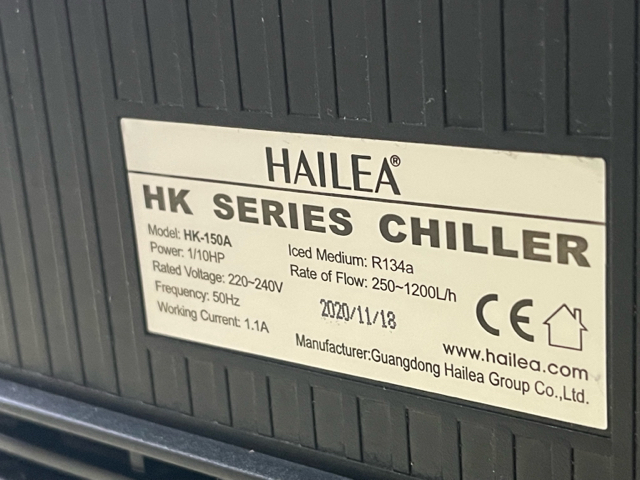 HAILEA®
HK SERIES CHILLER
Model: HK-150A
Power: 1/10HP
Rated Voltage: 220~240V
Frequency: 50Hz
Working Current: 1.1A
Iced Medium: R134a
Rate of Flow: 250~1200L/h
2020/11/18
CE
www.hailea.com
Manufacturer:Guangdong Hailea Group Co.,Ltd.